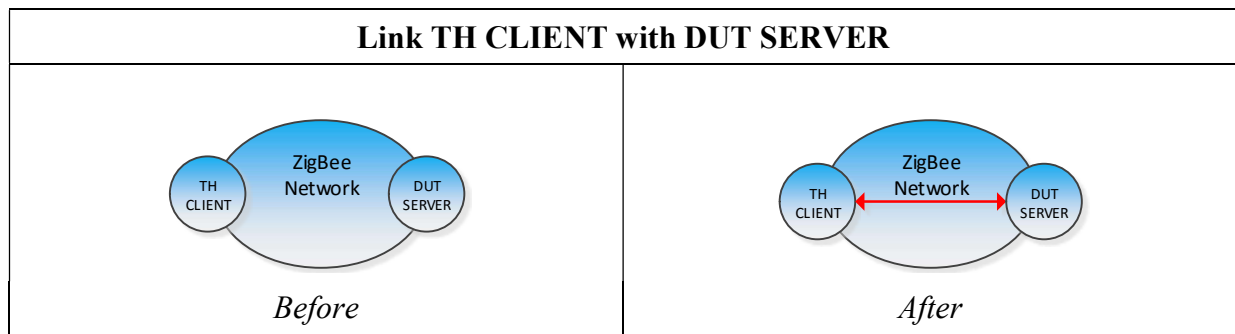 Link TH CLIENT with DUT SERVER
ZigBee
Network
TH
CLIENT
DUT
SERVER
Before
ZigBee
Network
TH
CLIENT
DUT
SERVER
After